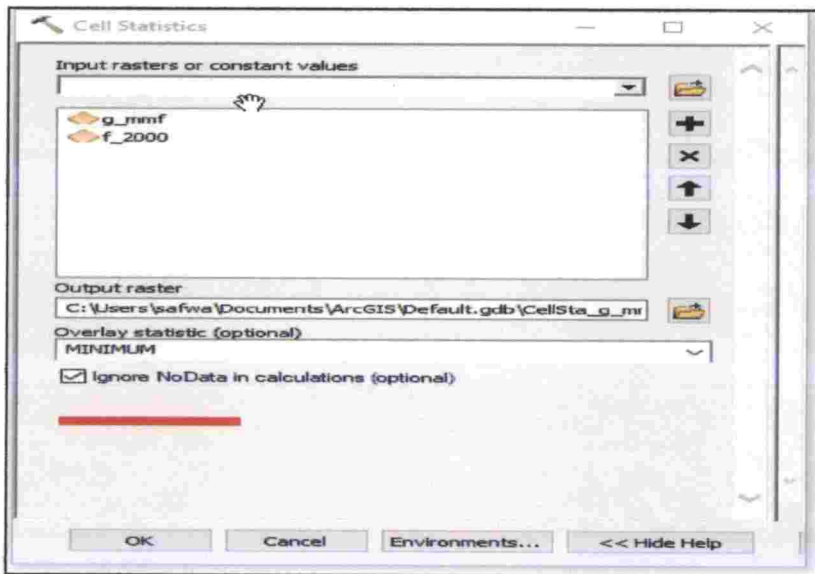 Cell Statistics
Input rasters or constant values
g_mmf
f_2000
Output raster
C:\Users\safwa\Documents\ArcGIS\Default.gdb\CellSta_g_mr
Overlay statistic (optional)
MINIMUM
Ignore NoData in calculations (optional)
OK Cancel Environments... << Hide Help